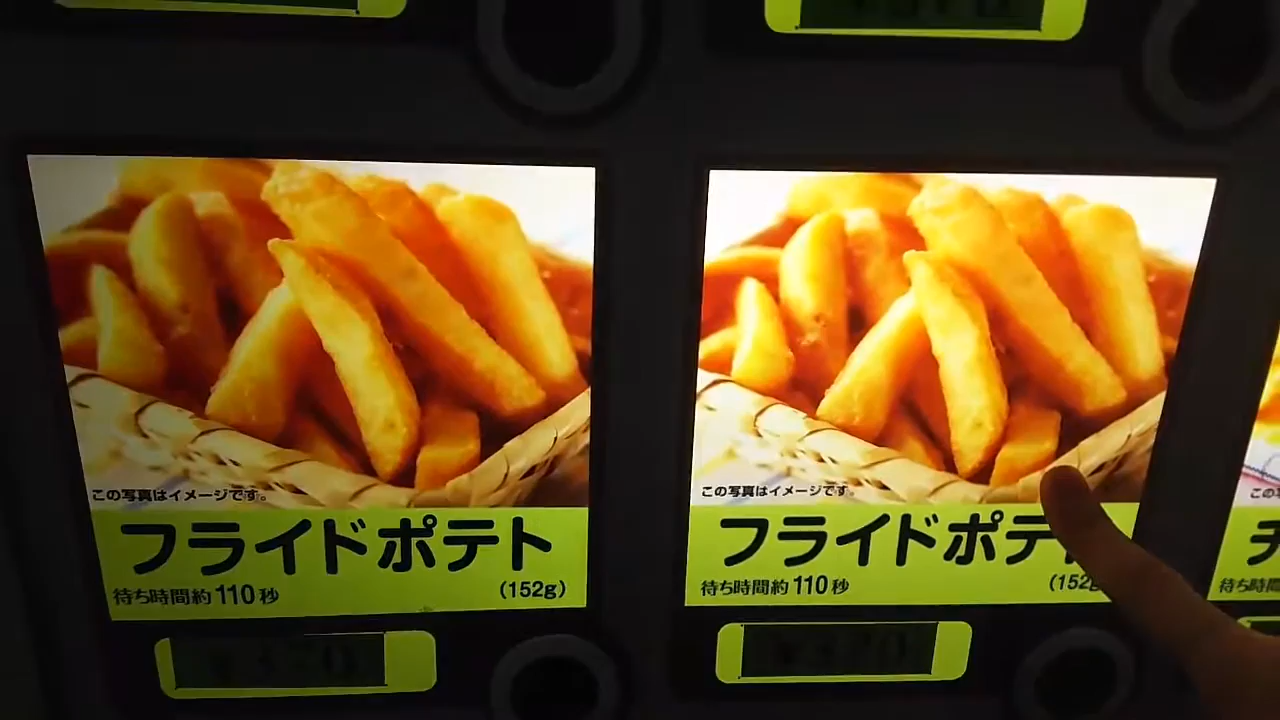 この写真はイメージです。
フライドポテト
待ち時間約110秒
(152g)
この写真はイメージです。
フライドポテ
待ち時間約110秒
(152g
この
チ
待ち時